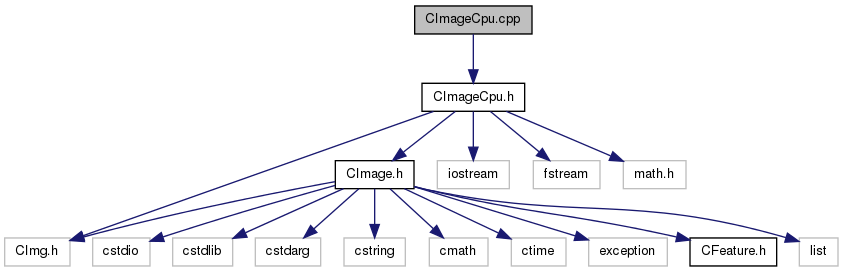 CImageCpu.cpp
CImageCpu.h
CImage.h
iostream
fstream
math.h
CImg.h
cstdio
cstdlib
cstdarg
cstring
cmath
ctime
exception
CFeature.h
list